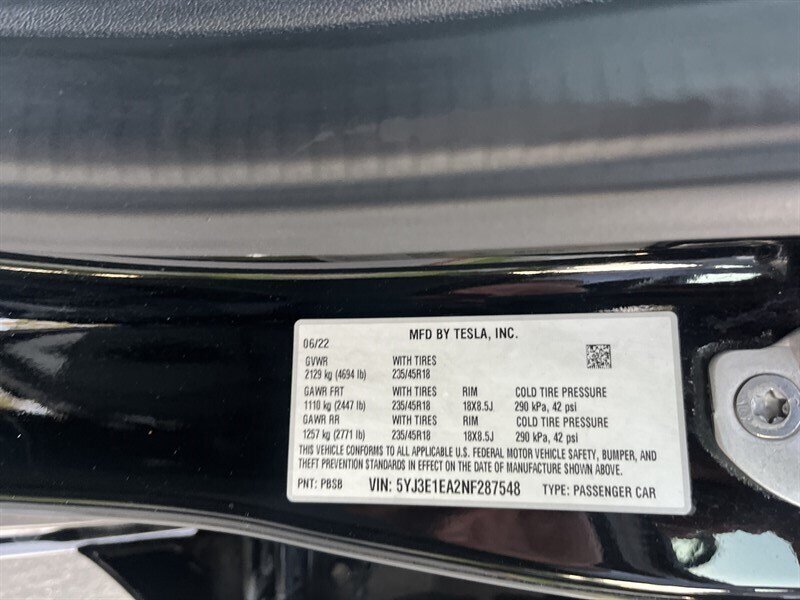 MFD BY TESLA, INC.
06/22
GVWR WITH TIRES
2129 kg (4694 lb) 235/45R18
GAWR FRT WITH TIRES RIM COLD TIRE PRESSURE
1110 kg (2447 lb) 235/45R18 18X8.5J 290 kPa, 42 psi
GAWR RR WITH TIRES RIM COLD TIRE PRESSURE
1257 kg (2771 lb) 235/45R18 18X8.5J 290 kPa, 42 psi
THIS VEHICLE CONFORMS TO ALL APPLICABLE U.S. FEDERAL MOTOR VEHICLE SAFETY, BUMPER, AND
THEFT PREVENTION STANDARDS IN EFFECT ON THE DATE OF MANUFACTURE SHOWN ABOVE.
PNT: PBSB VIN: 5YJ3E1EA2NF287548 TYPE: PASSENGER CAR